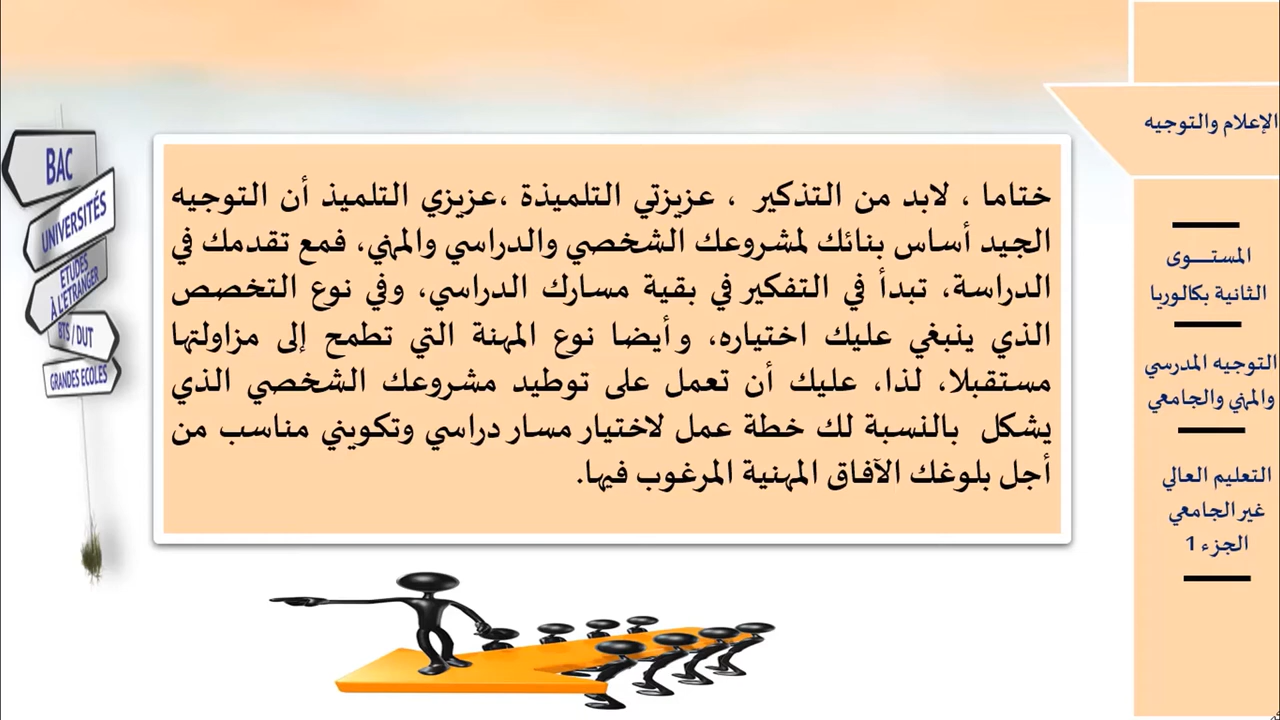 الإعلام والتوجيه
المستـــوى
الثانية بكالوريا
التوجيه المدرسي
والمهني والجامعي
التعليم العالي
غير الجامعي
الجزء 1
ختاما ، لابد من التذكير ، عزيزتي التلميذة ،عزيزي التلميذ أن التوجيه
الجيد أساس بنائك لمشروعك الشخصي والدراسي والمهني، فمع تقدمك في
الدراسة، تبدأ في التفكير في بقية مسارك الدراسي، وفي نوع التخصص
الذي ينبغي عليك اختياره، وأيضا نوع المهنة التي تطمح إلى مزاولتها
مستقبلا، لذا، عليك أن تعمل على توطيد مشروعك الشخصي الذي
يشكل بالنسبة لك خطة عمل لاختيار مسار دراسي وتكويني مناسب من
أجل بلوغك الآفاق المهنية المرغوب فيها.
BAC
UNIVERSITÉS
ETUDES
À L'ETRANGER
BTS / DUT
GRANDES ECOLES